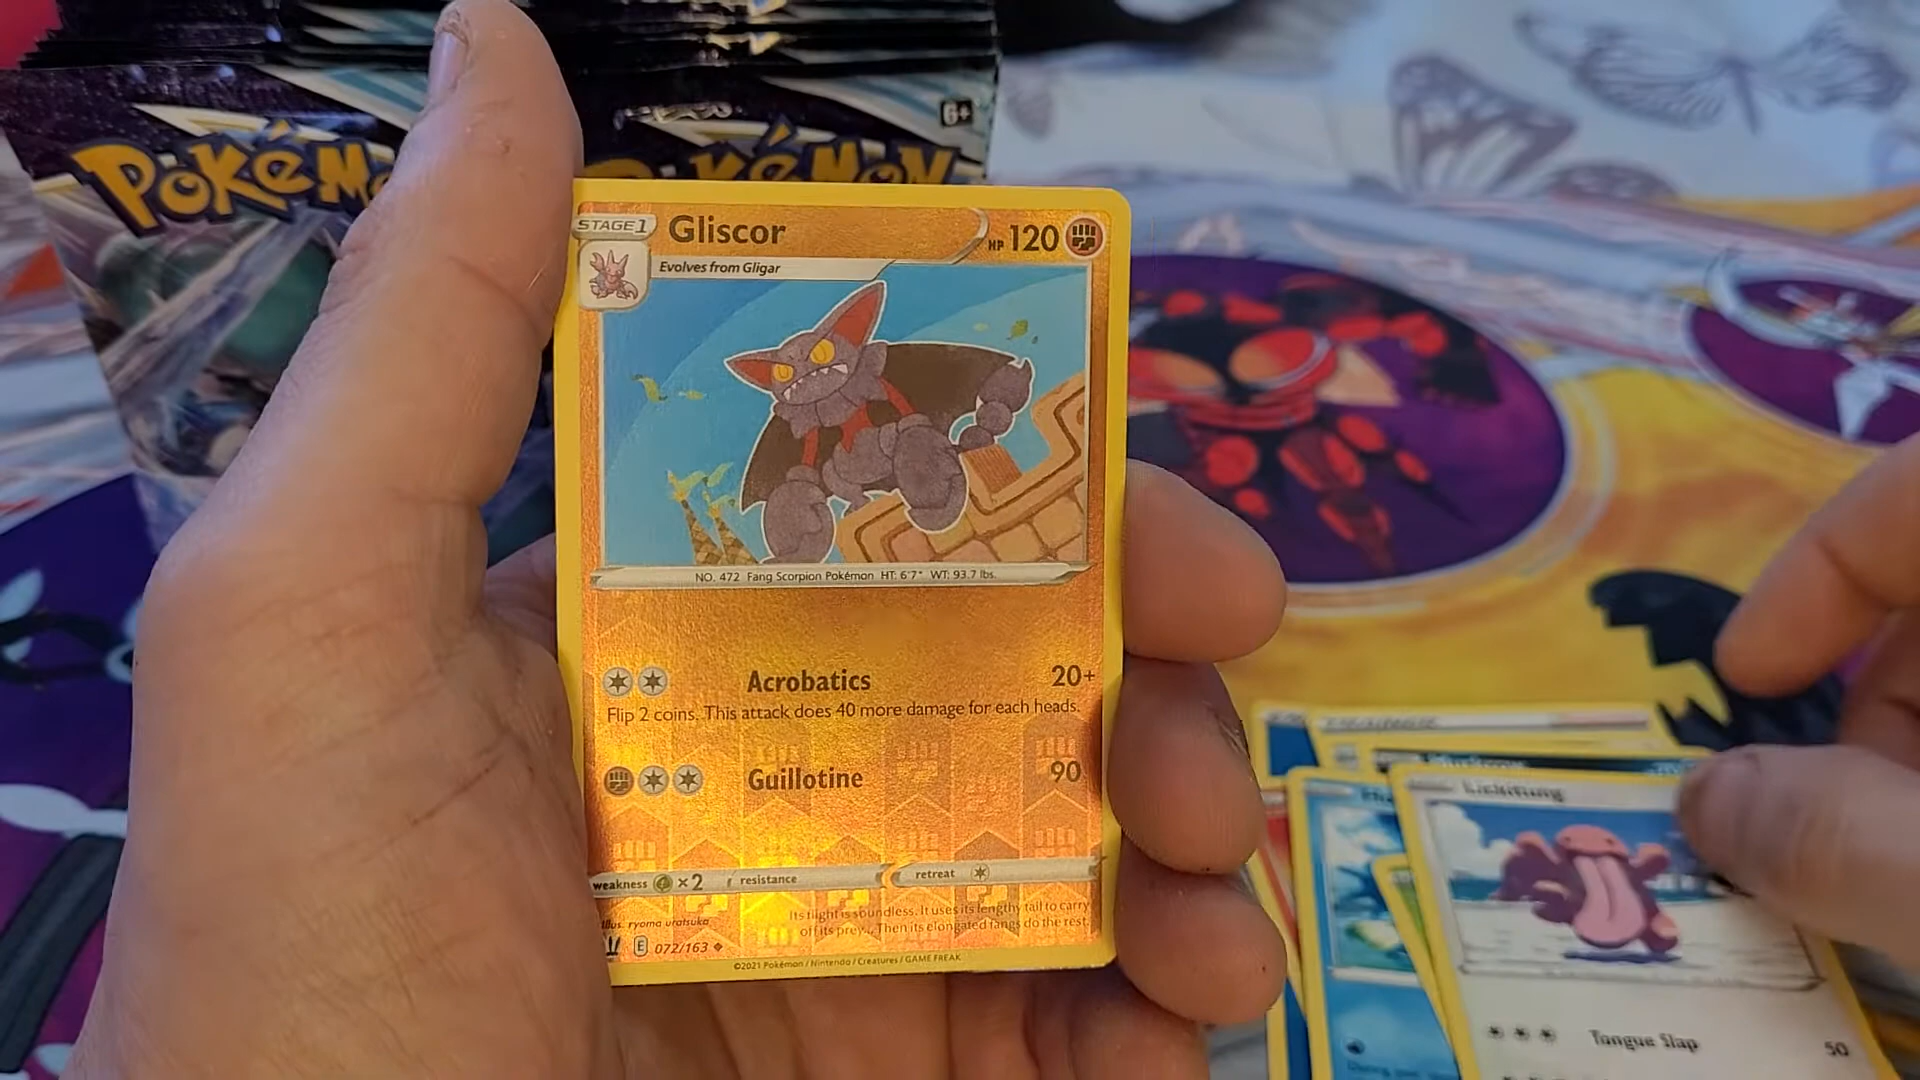 6+
POKéM
POKéMON
STAGE 1
Gliscor
HP 120
Evolves from Gligar
NO. 472 Fang Scorpion Pokémon HT: 6'7" WT: 93.7 lbs.
Acrobatics 20+
Flip 2 coins. This attack does 40 more damage for each heads.
Guillotine 90
weakness ×2 resistance retreat
Its flight is soundless. It uses its lengthy tail to carry
off its prey... Then its elongated fangs do the rest.
Illus. ryoma uratsuka
E 072/163
©2021 Pokémon / Nintendo / Creatures / GAME FREAK
Lickitung
Tongue Slap 50